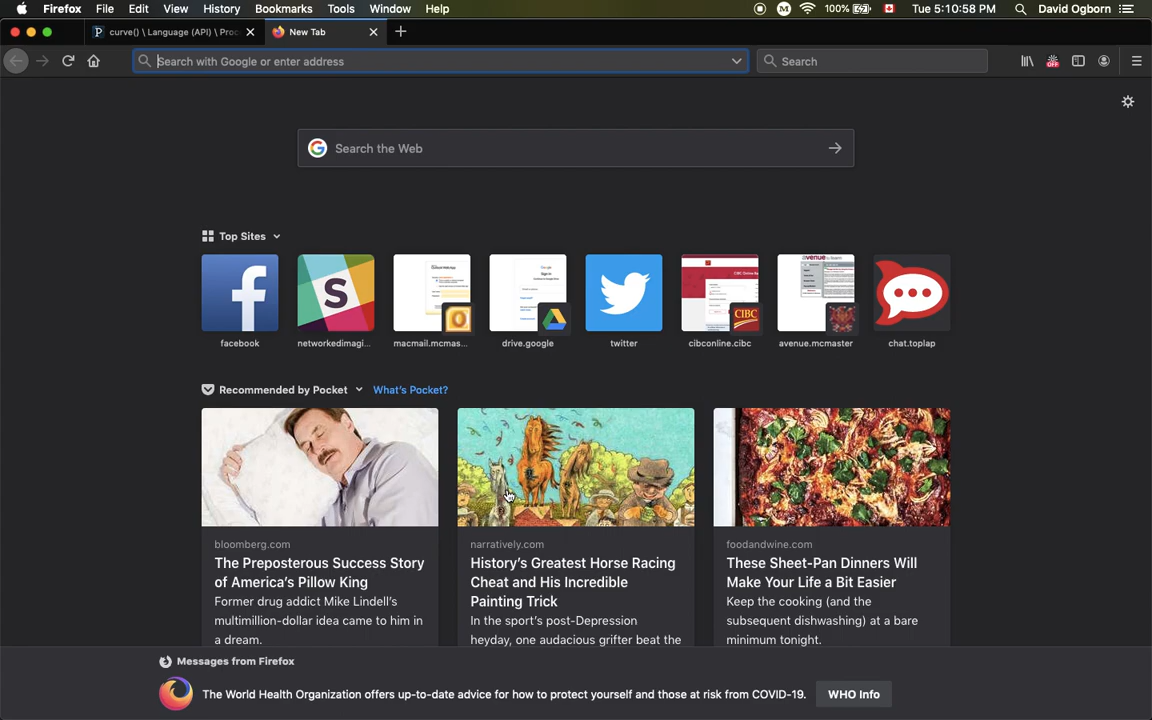 Firefox File Edit View History Bookmarks Tools Window Help 100% Tue 5:10:58 PM David Ogborn
curve() \ Language (API) \ Proc
New Tab
Search with Google or enter address
Search
OFF
Search the Web
Top Sites
facebook
networkedimagi...
macmail.mcmas...
drive.google
twitter
cibconline.cibc
avenue.mcmaster
chat.toplap
Recommended by Pocket What's Pocket?
bloomberg.com
The Preposterous Success Story
of America's Pillow King
Former drug addict Mike Lindell's
multimillion-dollar idea came to him in
a dream.
narratively.com
History's Greatest Horse Racing
Cheat and His Incredible
Painting Trick
In the sport's post-Depression
heyday, one audacious grifter beat the
foodandwine.com
These Sheet-Pan Dinners Will
Make Your Life a Bit Easier
Keep the cooking (and the
subsequent dishwashing) at a bare
minimum tonight.
Messages from Firefox
The World Health Organization offers up-to-date advice for how to protect yourself and those at risk from COVID-19. WHO Info